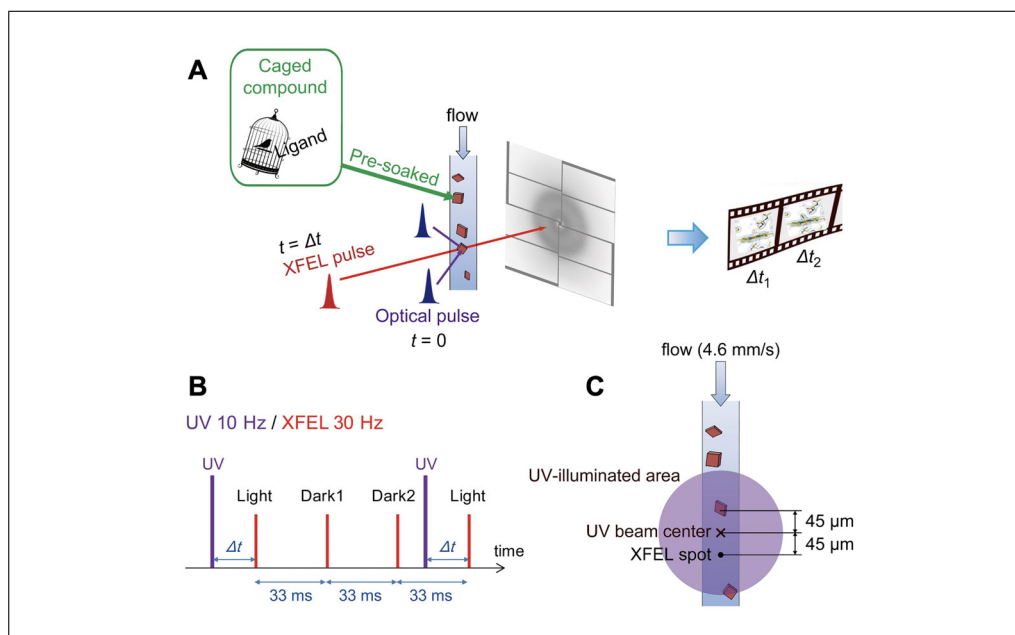 A
Caged
compound
Ligand
flow
Pre-soaked
t = Δt
XFEL pulse
Optical pulse
t = 0
Δt₁
Δt₂
B
UV 10 Hz / XFEL 30 Hz
UV
UV
Light
Dark1
Dark2
Light
Δt
Δt
time
33 ms
33 ms
33 ms
C
flow (4.6 mm/s)
UV-illuminated area
UV beam center
XFEL spot
45 µm
45 µm